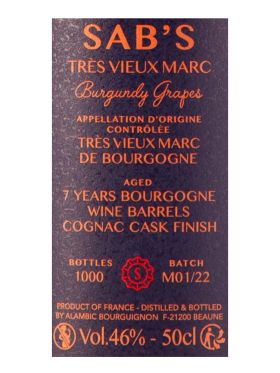 SAB'S
TRÈS VIEUX MARC
Burgundy Grapes
APPELLATION D'ORIGINE
CONTRÔLÉE
TRÈS VIEUX MARC
DE BOURGOGNE
AGED
7 YEARS BOURGOGNE
WINE BARRELS
COGNAC CASK FINISH
BOTTLES
1000
S
BATCH
M01/22
PRODUCT OF FRANCE - DISTILLED & BOTTLED
BY ALAMBIC BOURGUIGNON F-21200 BEAUNE
Vol.46% - 50cl